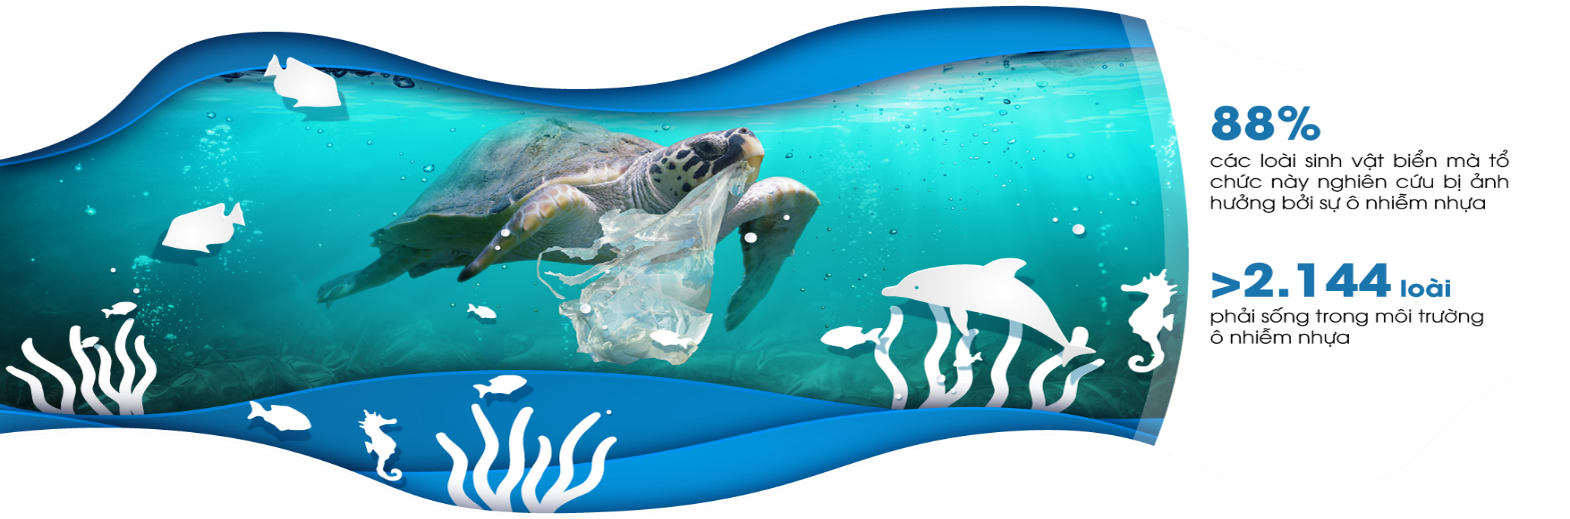 88%
các loài sinh vật biển mà tổ
chức này nghiên cứu bị ảnh
hưởng bởi sự ô nhiễm nhựa
>2.144 loài
phải sống trong môi trường
ô nhiễm nhựa